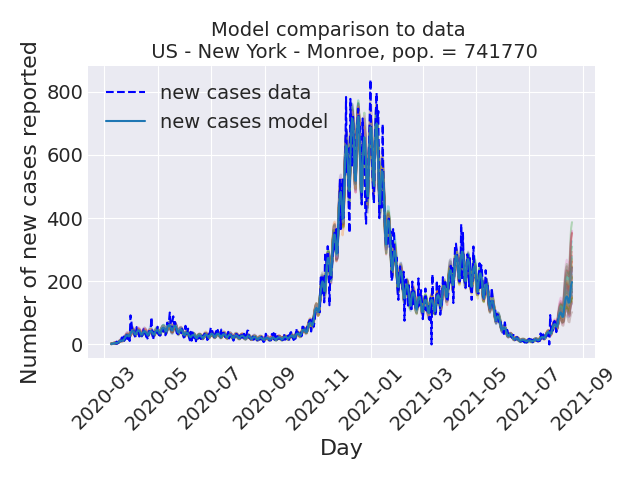 Model comparison to data
US - New York - Monroe, pop. = 741770
Number of new cases reported
800
600
400
200
0
new cases data
new cases model
2020-03
2020-05
2020-07
2020-09
2020-11
2021-01
2021-03
2021-05
2021-07
2021-09
Day